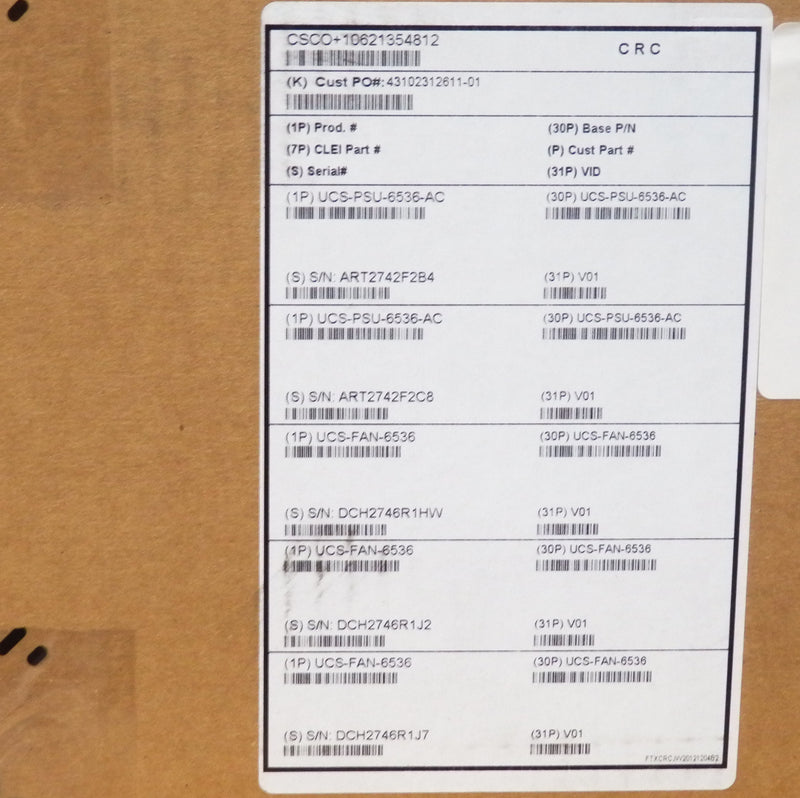 CSCO+10621354812 CRC
(K) Cust PO#: 43102312611-01
(1P) Prod. # (30P) Base P/N
(7P) CLEI Part # (P) Cust Part #
(S) Serial# (31P) VID
(1P) UCS-PSU-6536-AC (30P) UCS-PSU-6536-AC
(S) S/N: ART2742F2B4 (31P) V01
(1P) UCS-PSU-6536-AC (30P) UCS-PSU-6536-AC
(S) S/N: ART2742F2C8 (31P) V01
(1P) UCS-FAN-6536 (30P) UCS-FAN-6536
(S) S/N: DCH2746R1HW (31P) V01
(1P) UCS-FAN-6536 (30P) UCS-FAN-6536
(S) S/N: DCH2746R1J2 (31P) V01
(1P) UCS-FAN-6536 (30P) UCS-FAN-6536
(S) S/N: DCH2746R1J7 (31P) V01